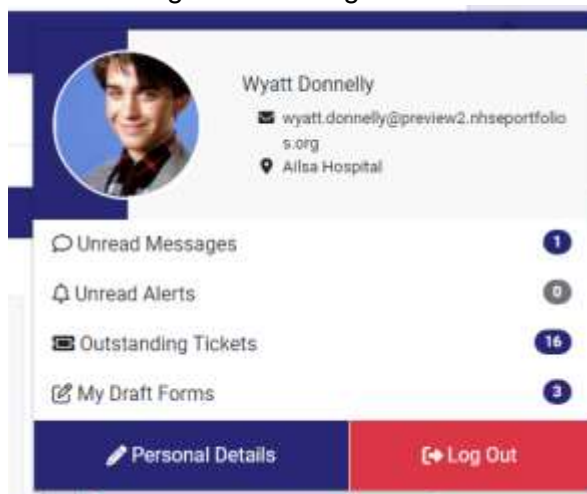 Wyatt Donnelly
wyatt.donnelly@preview2.nhseportfolio
s.org
Ailsa Hospital
Unread Messages 1
Unread Alerts 0
Outstanding Tickets 16
My Draft Forms 3
Personal Details Log Out